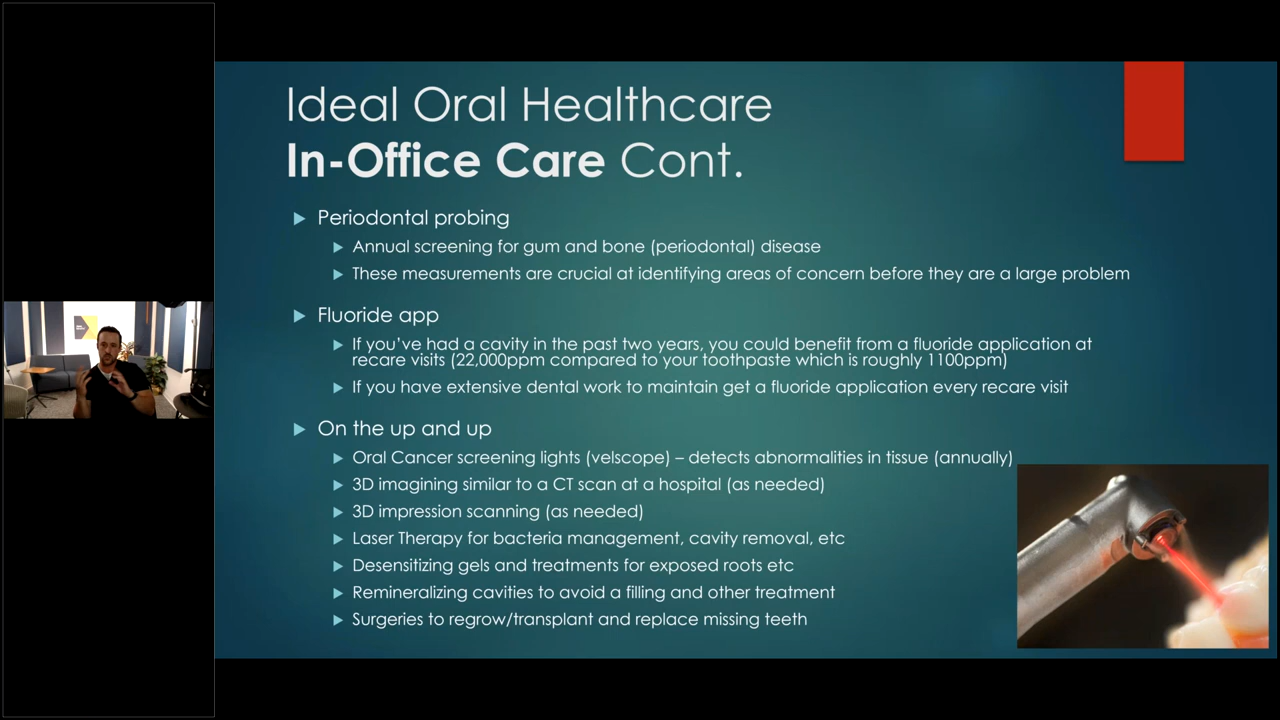 Ideal Oral Healthcare
In-Office Care Cont.
Periodontal probing
Annual screening for gum and bone (periodontal) disease
These measurements are crucial at identifying areas of concern before they are a large problem
Fluoride app
If you’ve had a cavity in the past two years, you could benefit from a fluoride application at
recare visits (22,000ppm compared to your toothpaste which is roughly 1100ppm)
If you have extensive dental work to maintain get a fluoride application every recare visit
On the up and up
Oral Cancer screening lights (velscope) – detects abnormalities in tissue (annually)
3D imagining similar to a CT scan at a hospital (as needed)
3D impression scanning (as needed)
Laser Therapy for bacteria management, cavity removal, etc
Desensitizing gels and treatments for exposed roots etc
Remineralizing cavities to avoid a filling and other treatment
Surgeries to regrow/transplant and replace missing teeth